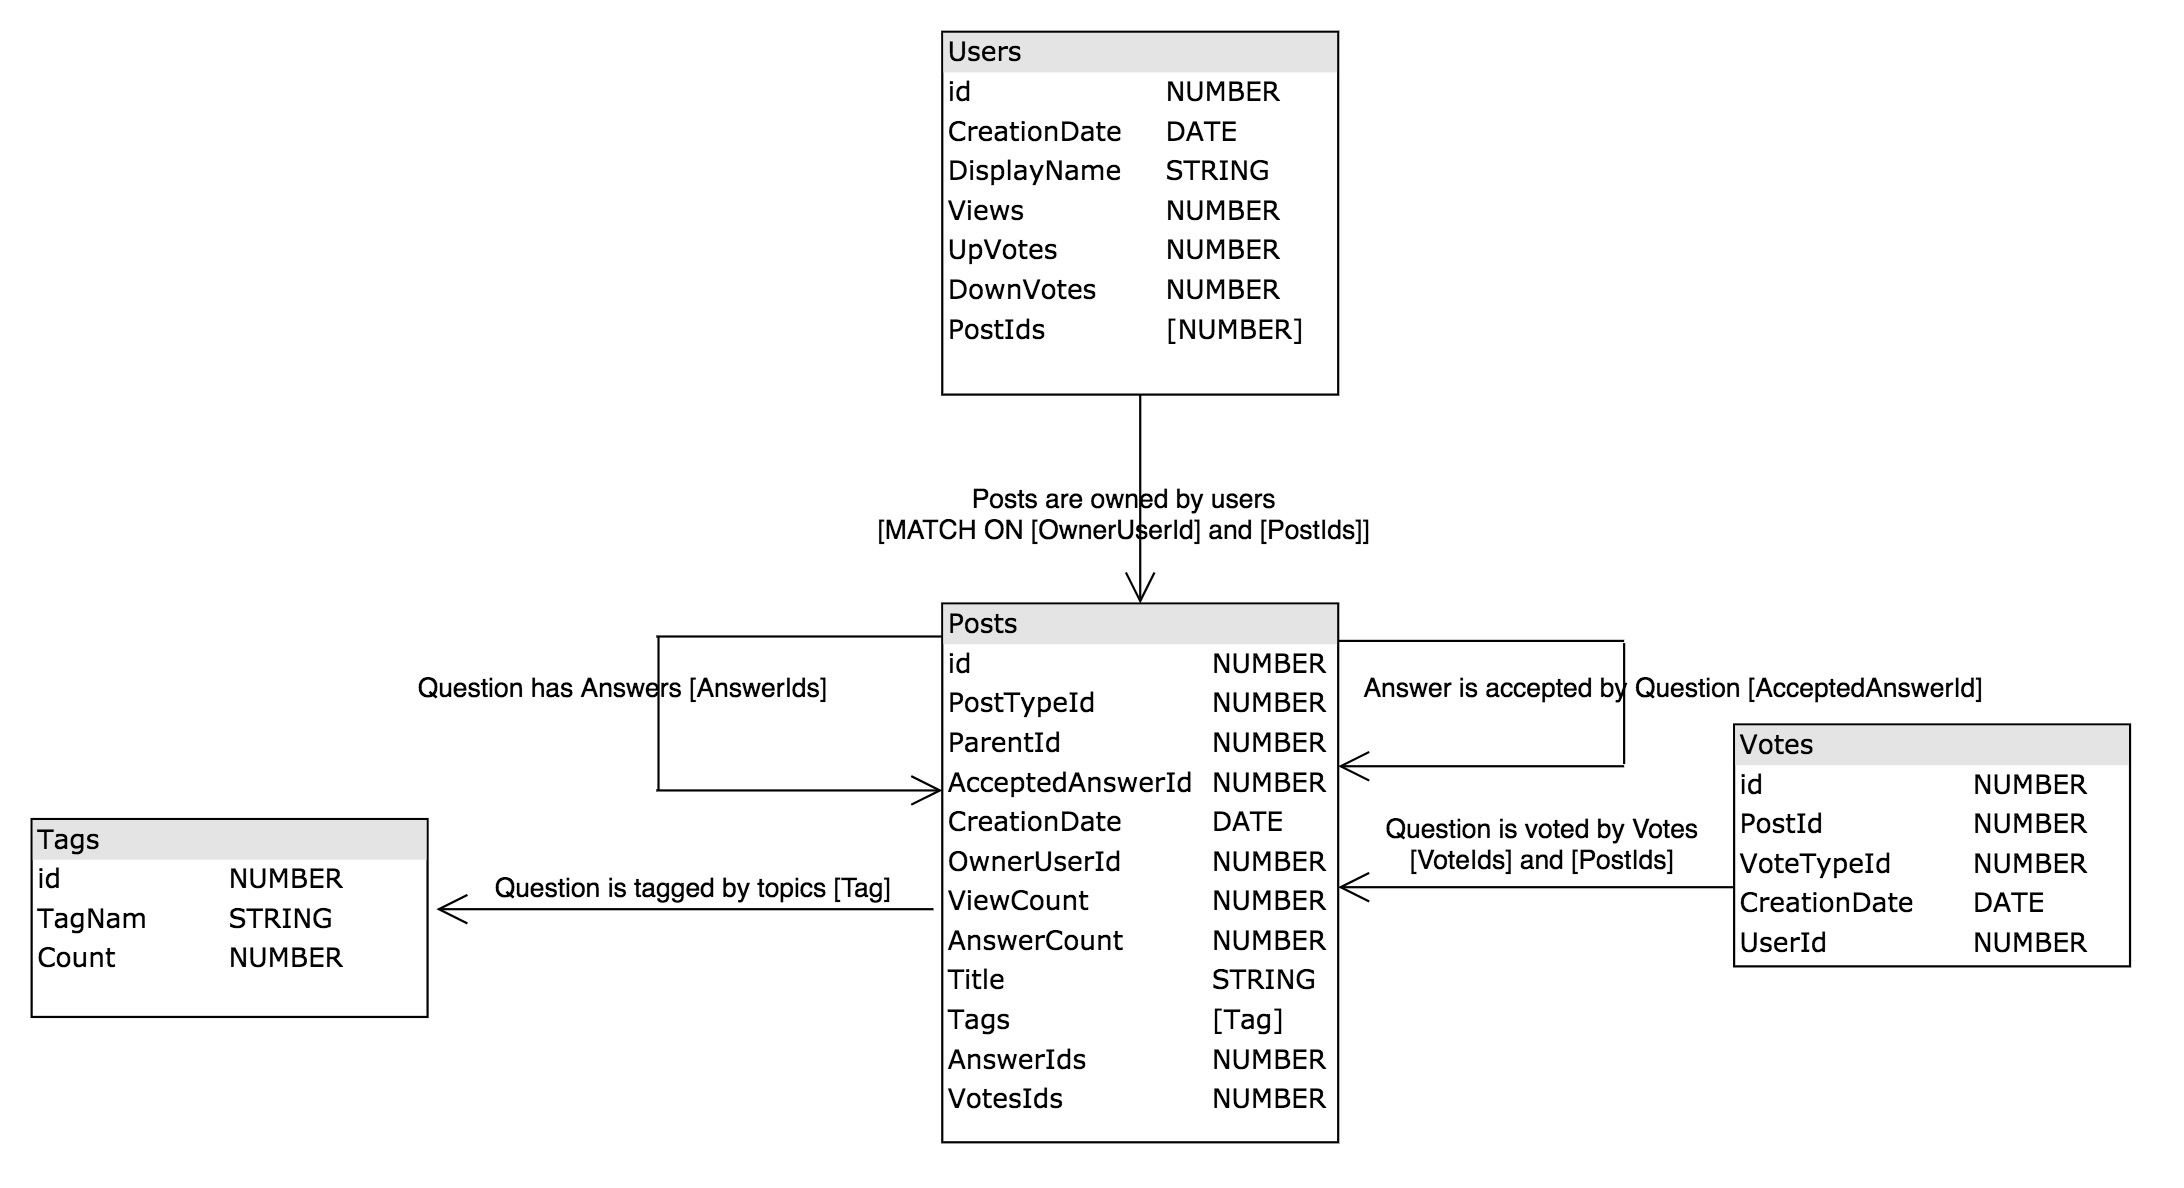 Users
id NUMBER
CreationDate DATE
DisplayName STRING
Views NUMBER
UpVotes NUMBER
DownVotes NUMBER
PostIds [NUMBER]
Posts are owned by users
[MATCH ON [OwnerUserId] and [PostIds]]
Posts
id NUMBER
PostTypeId NUMBER
ParentId NUMBER
AcceptedAnswerId NUMBER
CreationDate DATE
OwnerUserId NUMBER
ViewCount NUMBER
AnswerCount NUMBER
Title STRING
Tags [Tag]
AnswerIds NUMBER
VotesIds NUMBER
Question has Answers [AnswerIds]
Answer is accepted by Question [AcceptedAnswerId]
Votes
id NUMBER
PostId NUMBER
VoteTypeId NUMBER
CreationDate DATE
UserId NUMBER
Question is voted by Votes
[VoteIds] and [PostIds]
Tags
id NUMBER
TagNam STRING
Count NUMBER
Question is tagged by topics [Tag]